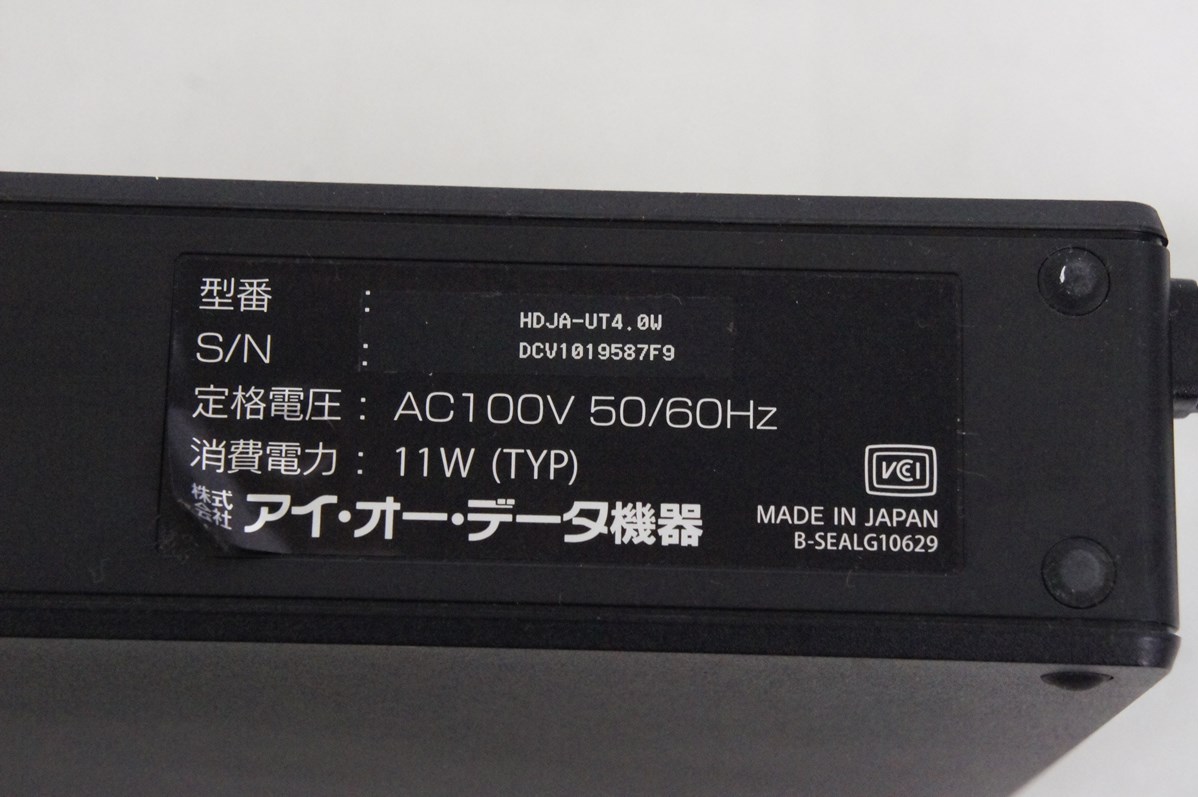 型番 : HDJA-UT4.0W
S/N : DCV1019587F9
定格電圧 : AC100V 50/60Hz
消費電力 : 11W (TYP)
株式会社 アイ・オー・データ機器
VCCI
MADE IN JAPAN
B-SEALG10629